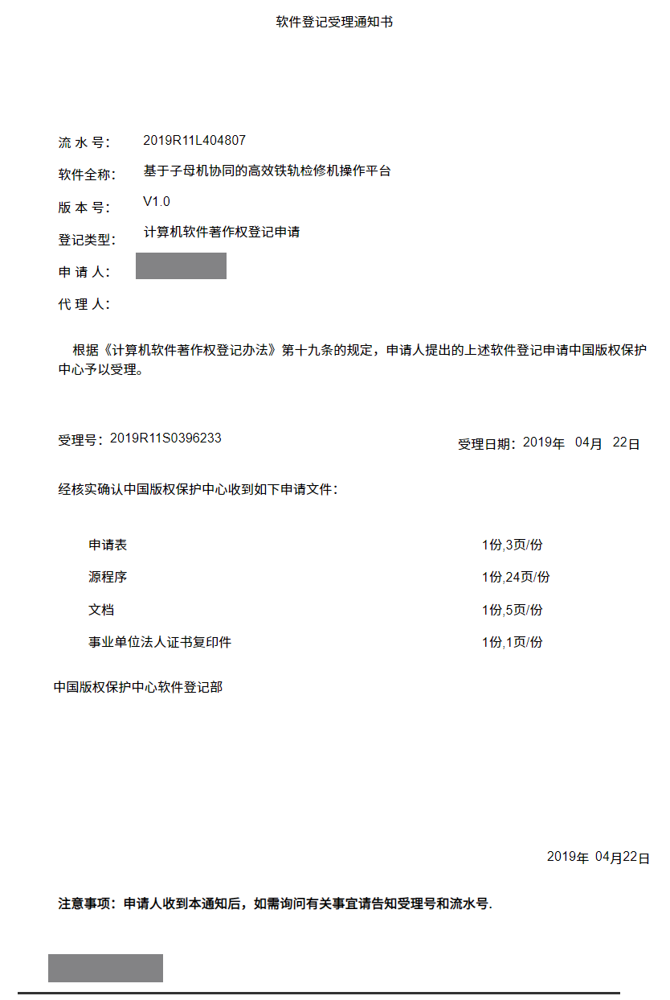 软件登记受理通知书
流 水 号： 2019R11L404807
软件全称： 基于子母机协同的高效铁轨检修机操作平台
版 本 号： V1.0
登记类型： 计算机软件著作权登记申请
申 请 人：
代 理 人：
根据《计算机软件著作权登记办法》第十九条的规定，申请人提出的上述软件登记申请中国版权保护
中心予以受理。
受理号：2019R11S0396233 受理日期：2019年 04月 22日
经核实确认中国版权保护中心收到如下申请文件：
申请表 1份,3页/份
源程序 1份,24页/份
文档 1份,5页/份
事业单位法人证书复印件 1份,1页/份
中国版权保护中心软件登记部
2019年 04月22日
注意事项：申请人收到本通知后，如需询问有关事宜请告知受理号和流水号.